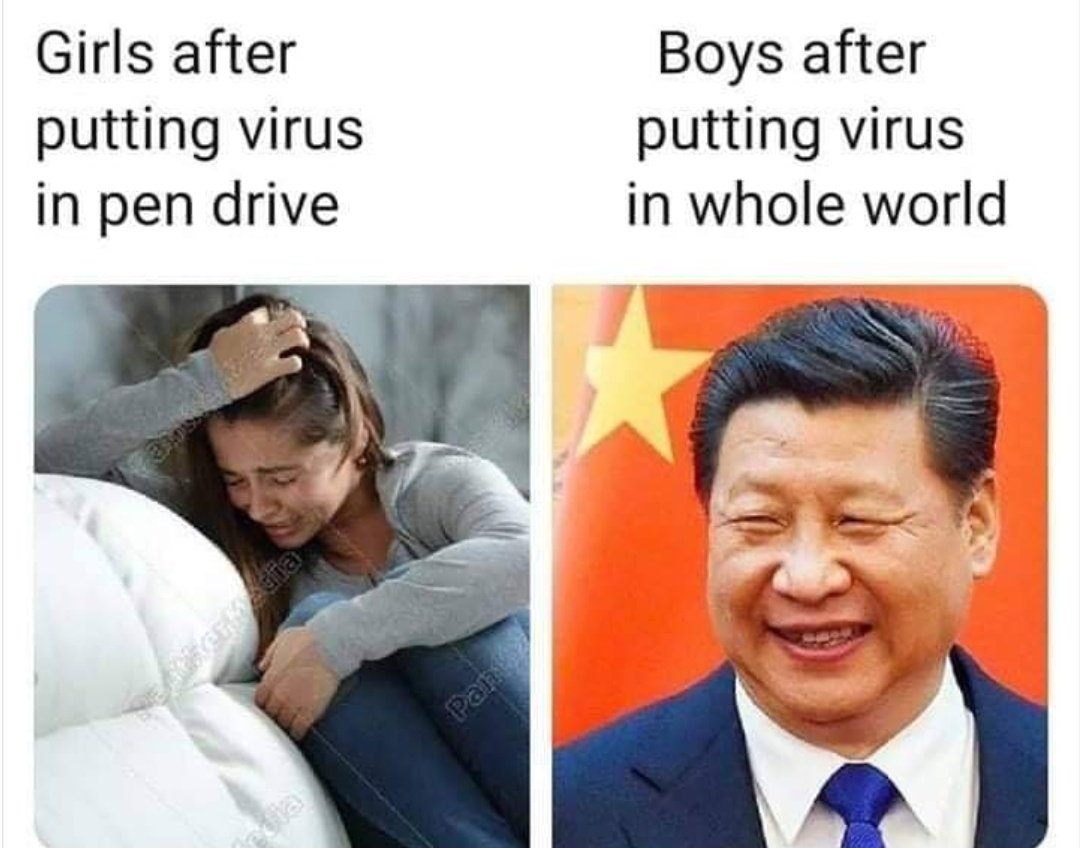 Girls after
putting virus
in pen drive
Boys after
putting virus
in whole world